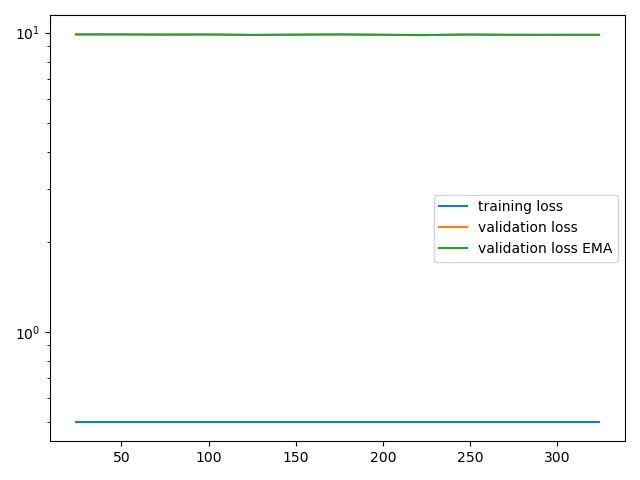 10¹
10⁰
training loss
validation loss
validation loss EMA
50 100 150 200 250 300